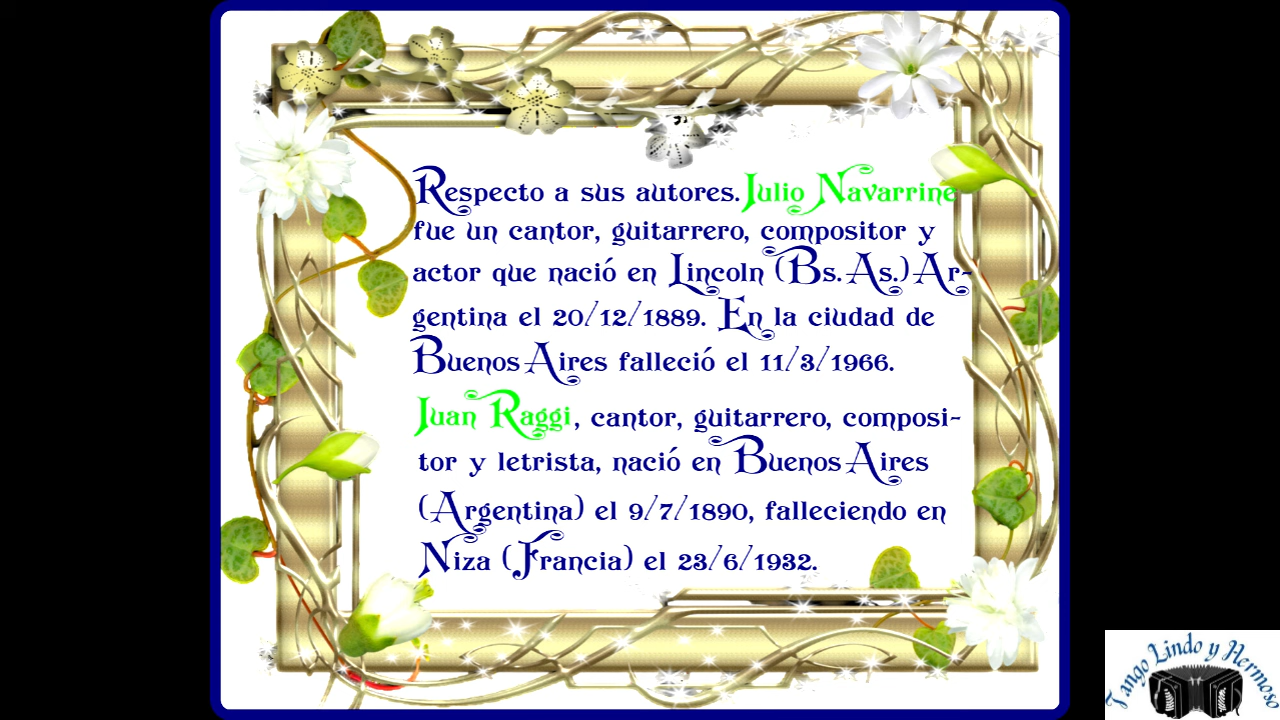 Respecto a sus autores. Julio Navarrine
fue un cantor, guitarrero, compositor y
actor que nació en Lincoln (Bs. As.) Ar-
gentina el 20/12/1889. En la ciudad de
Buenos Aires falleció el 11/3/1966.
Juan Raggi, cantor, guitarrero, composi-
tor y letrista, nació en Buenos Aires
(Argentina) el 9/7/1890, falleciendo en
Niza (Francia) el 23/6/1932.
Tango Lindo y Hermoso